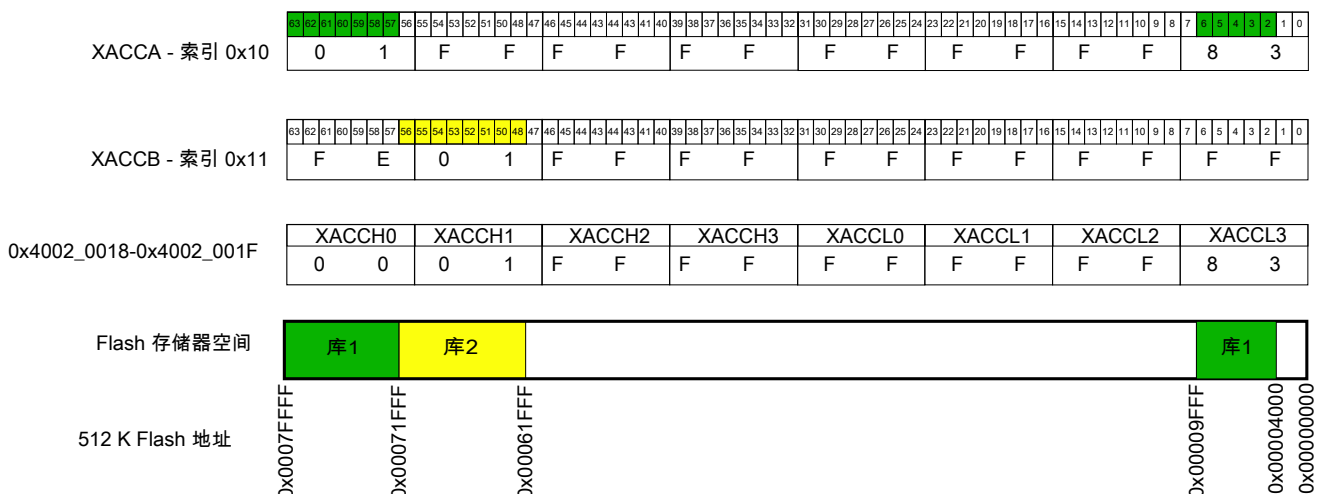 63 62 61 60 59 58 57 56 55 54 53 52 51 50 48 47 46 45 44 43 44 43 41 40 39 38 37 36 35 34 33 32 31 30 29 28 27 26 25 24 23 22 21 20 19 18 17 16 15 14 13 12 11 10 9 8 7 6 5 4 3 2 1 0
XACCA - 索引 0x10 0 1 F F F F F F F F F F F F 8 3
63 62 61 60 59 58 57 56 55 54 53 52 51 50 48 47 46 45 44 43 44 43 41 40 39 38 37 36 35 34 33 32 31 30 29 28 27 26 25 24 23 22 21 20 19 18 17 16 15 14 13 12 11 10 9 8 7 6 5 4 3 2 1 0
XACCB - 索引 0x11 F E 0 1 F F F F F F F F F F F F
XACCH0 XACCH1 XACCH2 XACCH3 XACCL0 XACCL1 XACCL2 XACCL3
0x4002_0018-0x4002_001F 0 0 0 1 F F F F F F F F F F 8 3
Flash 存储器空间 库1 库2 库1
512 K Flash 地址 0x0007FFFF 0x00071FFF 0x00061FFF 0x00009FFF 0x00004000 0x00000000